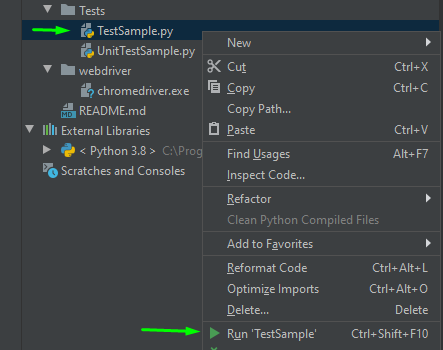 Tests
TestSample.py
UnitTestSample.py
webdriver
chromedriver.exe
README.md
External Libraries
< Python 3.8 > C:\Prog
Scratches and Consoles
New
Cut Ctrl+X
Copy Ctrl+C
Copy Path...
Paste Ctrl+V
Find Usages Alt+F7
Inspect Code...
Refactor
Clean Python Compiled Files
Add to Favorites
Reformat Code Ctrl+Alt+L
Optimize Imports Ctrl+Alt+O
Delete... Delete
Run 'TestSample' Ctrl+Shift+F10